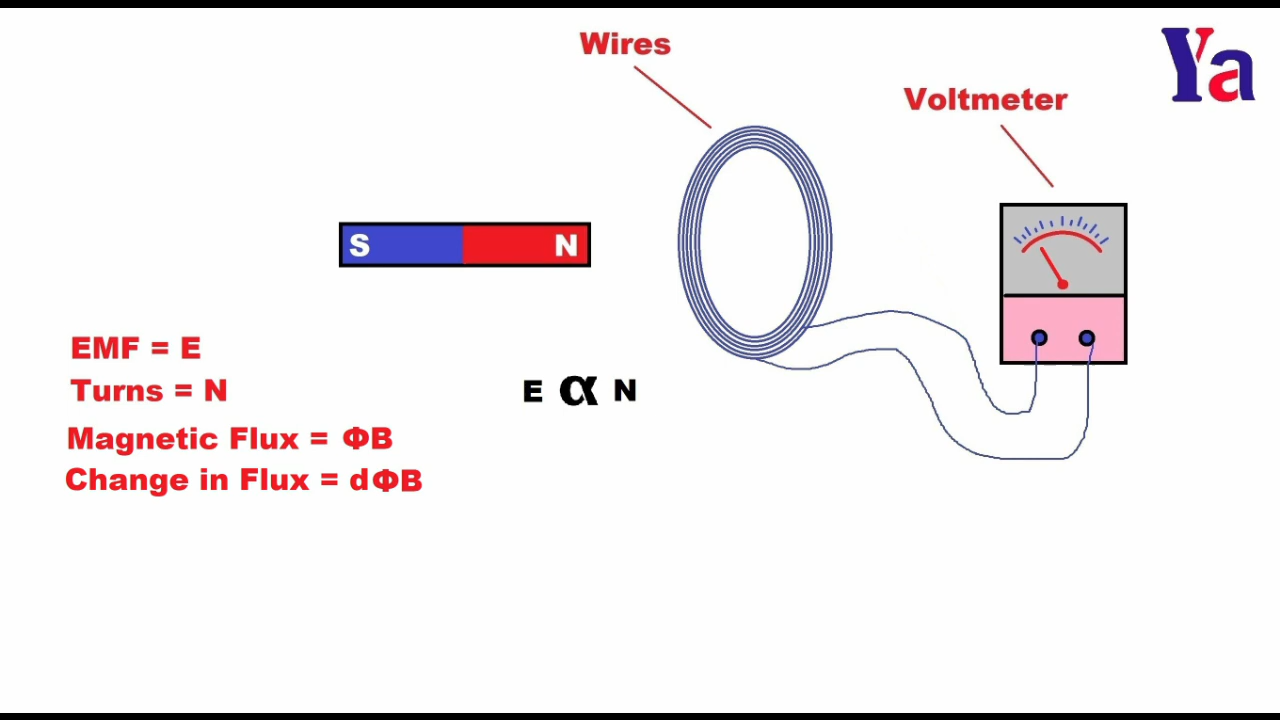 Wires
Ya
Voltmeter
S N
EMF = E
Turns = N
E α N
Magnetic Flux = ΦB
Change in Flux = dΦB